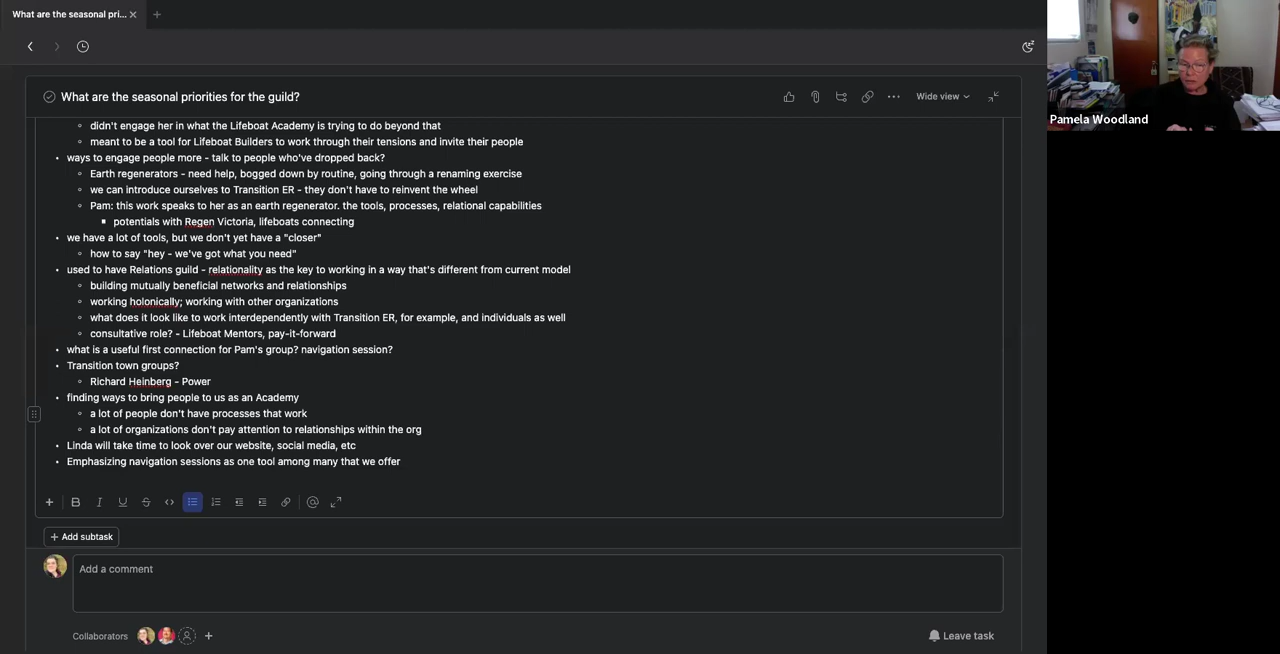 What are the seasonal pri...
What are the seasonal priorities for the guild?
Wide view
didn't engage her in what the Lifeboat Academy is trying to do beyond that
meant to be a tool for Lifeboat Builders to work through their tensions and invite their people
ways to engage people more - talk to people who've dropped back?
Earth regenerators - need help, bogged down by routine, going through a renaming exercise
we can introduce ourselves to Transition ER - they don't have to reinvent the wheel
Pam: this work speaks to her as an earth regenerator. the tools, processes, relational capabilities
potentials with Regen Victoria, lifeboats connecting
we have a lot of tools, but we don't yet have a "closer"
how to say "hey - we've got what you need"
used to have Relations guild - relationality as the key to working in a way that's different from current model
building mutually beneficial networks and relationships
working holonically; working with other organizations
what does it look like to work interdependently with Transition ER, for example, and individuals as well
consultative role? - Lifeboat Mentors, pay-it-forward
what is a useful first connection for Pam's group? navigation session?
Transition town groups?
Richard Heinberg - Power
finding ways to bring people to us as an Academy
a lot of people don't have processes that work
a lot of organizations don't pay attention to relationships within the org
Linda will take time to look over our website, social media, etc
Emphasizing navigation sessions as one tool among many that we offer
Add subtask
Add a comment
Collaborators
Leave task
Pamela Woodland